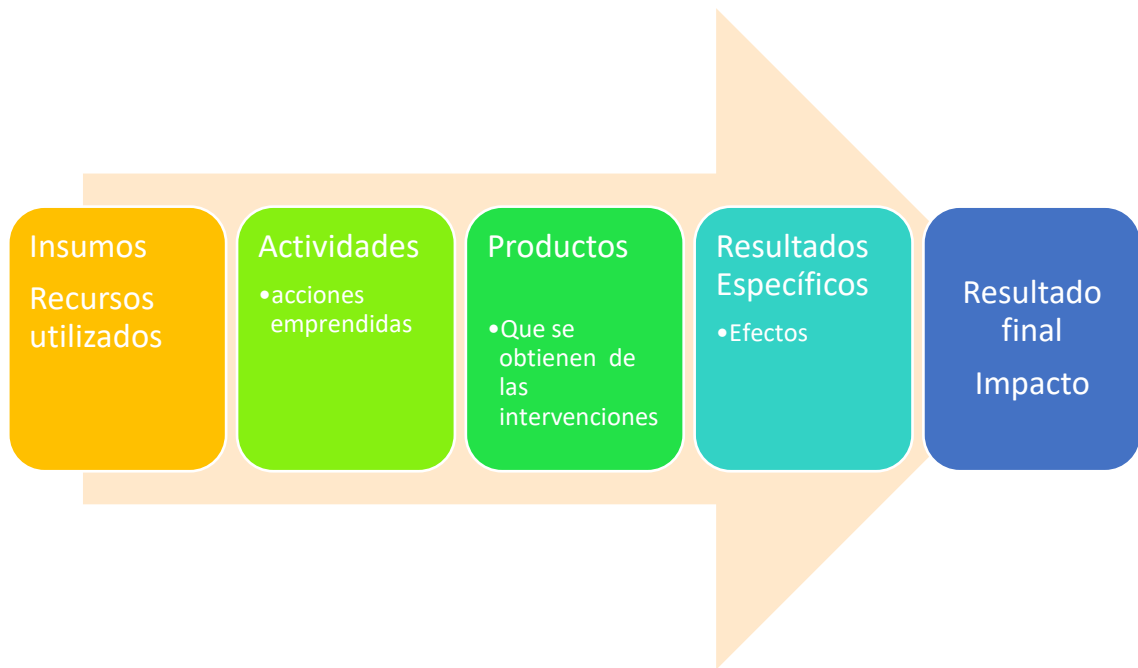 Insumos
Recursos
utilizados
Actividades
•acciones
emprendidas
Productos
•Que se
obtienen de
las
intervenciones
Resultados
Específicos
•Efectos
Resultado
final
Impacto